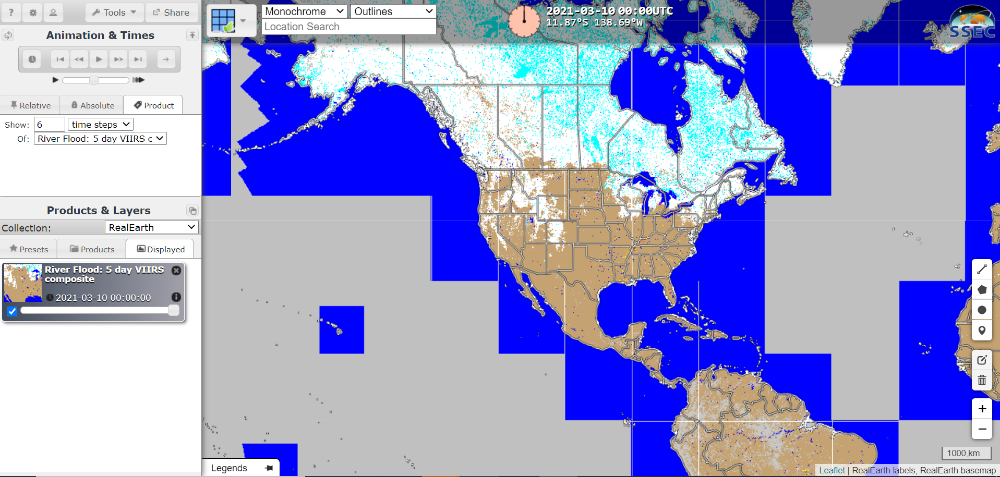 ?
Tools
Share
Animation & Times
Relative
Absolute
Product
Show:
6
time steps
Of:
River Flood: 5 day VIIRS c
Products & Layers
Collection:
RealEarth
Presets
Products
Displayed
River Flood: 5 day VIIRS
composite
2021-03-10 00:00:00
Monochrome
Outlines
Location Search
2021-03-10 00:00UTC
11.87°S 138.69°W
SSEC
+
−
1000 km
Legends
Leaflet | RealEarth labels, RealEarth basemap